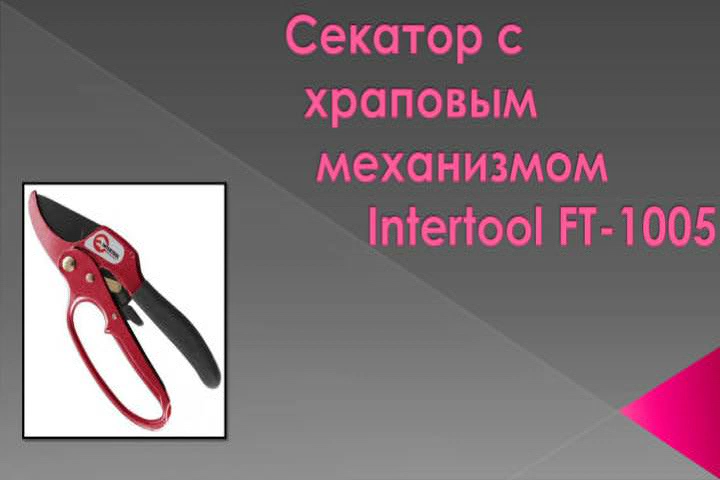 Секатор с
храповым
механизмом
Intertool FT-1005